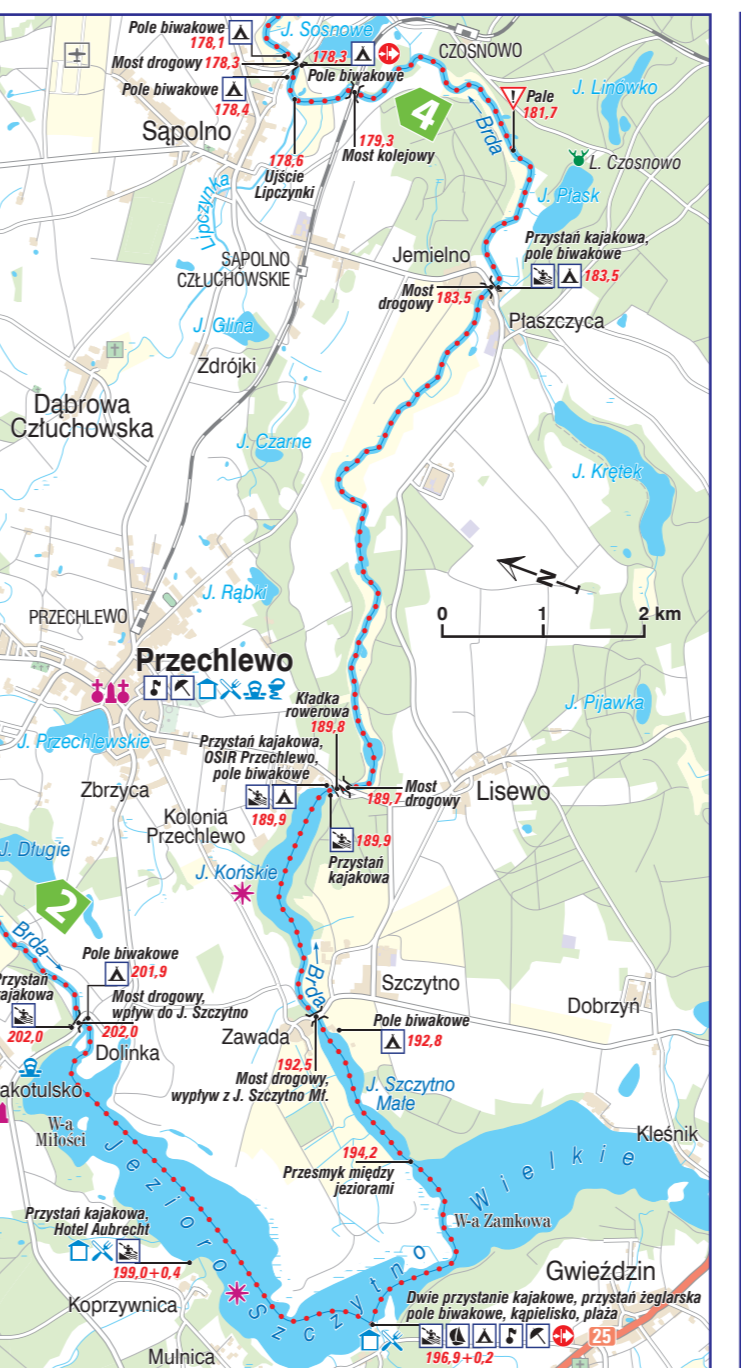 Pole biwakowe
178,1
J. Sosnowe
Most drogowy 178,3
178,3
Pole biwakowe
CZOSNOWO
Pole biwakowe
178,4
J. Linówko
Pale
181,7
4
Brda
Sąpolno
178,6
Ujście
Lipczynki
179,3
Most kolejowy
L. Czosnowo
J. Płask
Lipczynka
SĄPOLNO
CZŁUCHOWSKIE
Jemielno
Przystań kajakowa,
pole biwakowe
183,5
Most
drogowy 183,5
Płaszczyca
J. Glina
Zdrójki
Dąbrowa
Człuchowska
J. Czarne
J. Krętek
N
0 1 2 km
J. Rąbki
PRZECHLEWO
Przechlewo
J. Pijawka
Kładka
rowerowa
189,8
J. Przechlewskie
Przystań kajakowa,
OSIR Przechlewo,
pole biwakowe
189,9
Most
189,7 drogowy
Lisewo
Zbrzyca
Kolonia
Przechlewo
189,9
Przystań
kajakowa
J. Długie
J. Końskie
2
Brda
Pole biwakowe
201,9
Brda
Szczytno
Przystań
kajakowa
202,0
Most drogowy,
wpływ do J. Szczytno
202,0
Dobrzyń
Pole biwakowe
192,8
Zawada
Dolinka
192,5
Most drogowy,
wypływ z J. Szczytno Mł.
J. Szczytno
Małe
akotulsko
W-a
Miłości
Kleśnik
194,2
Przesmyk między
jeziorami
Jezioro Szczytno Wielkie
W-a Zamkowa
Przystań kajakowa,
Hotel Aubrecht
199,0+0,4
Gwieździn
Koprzywnica
Dwie przystanie kajakowe, przystań żeglarska
pole biwakowe, kąpielisko, plaża
25
196,9+0,2
Mulnica